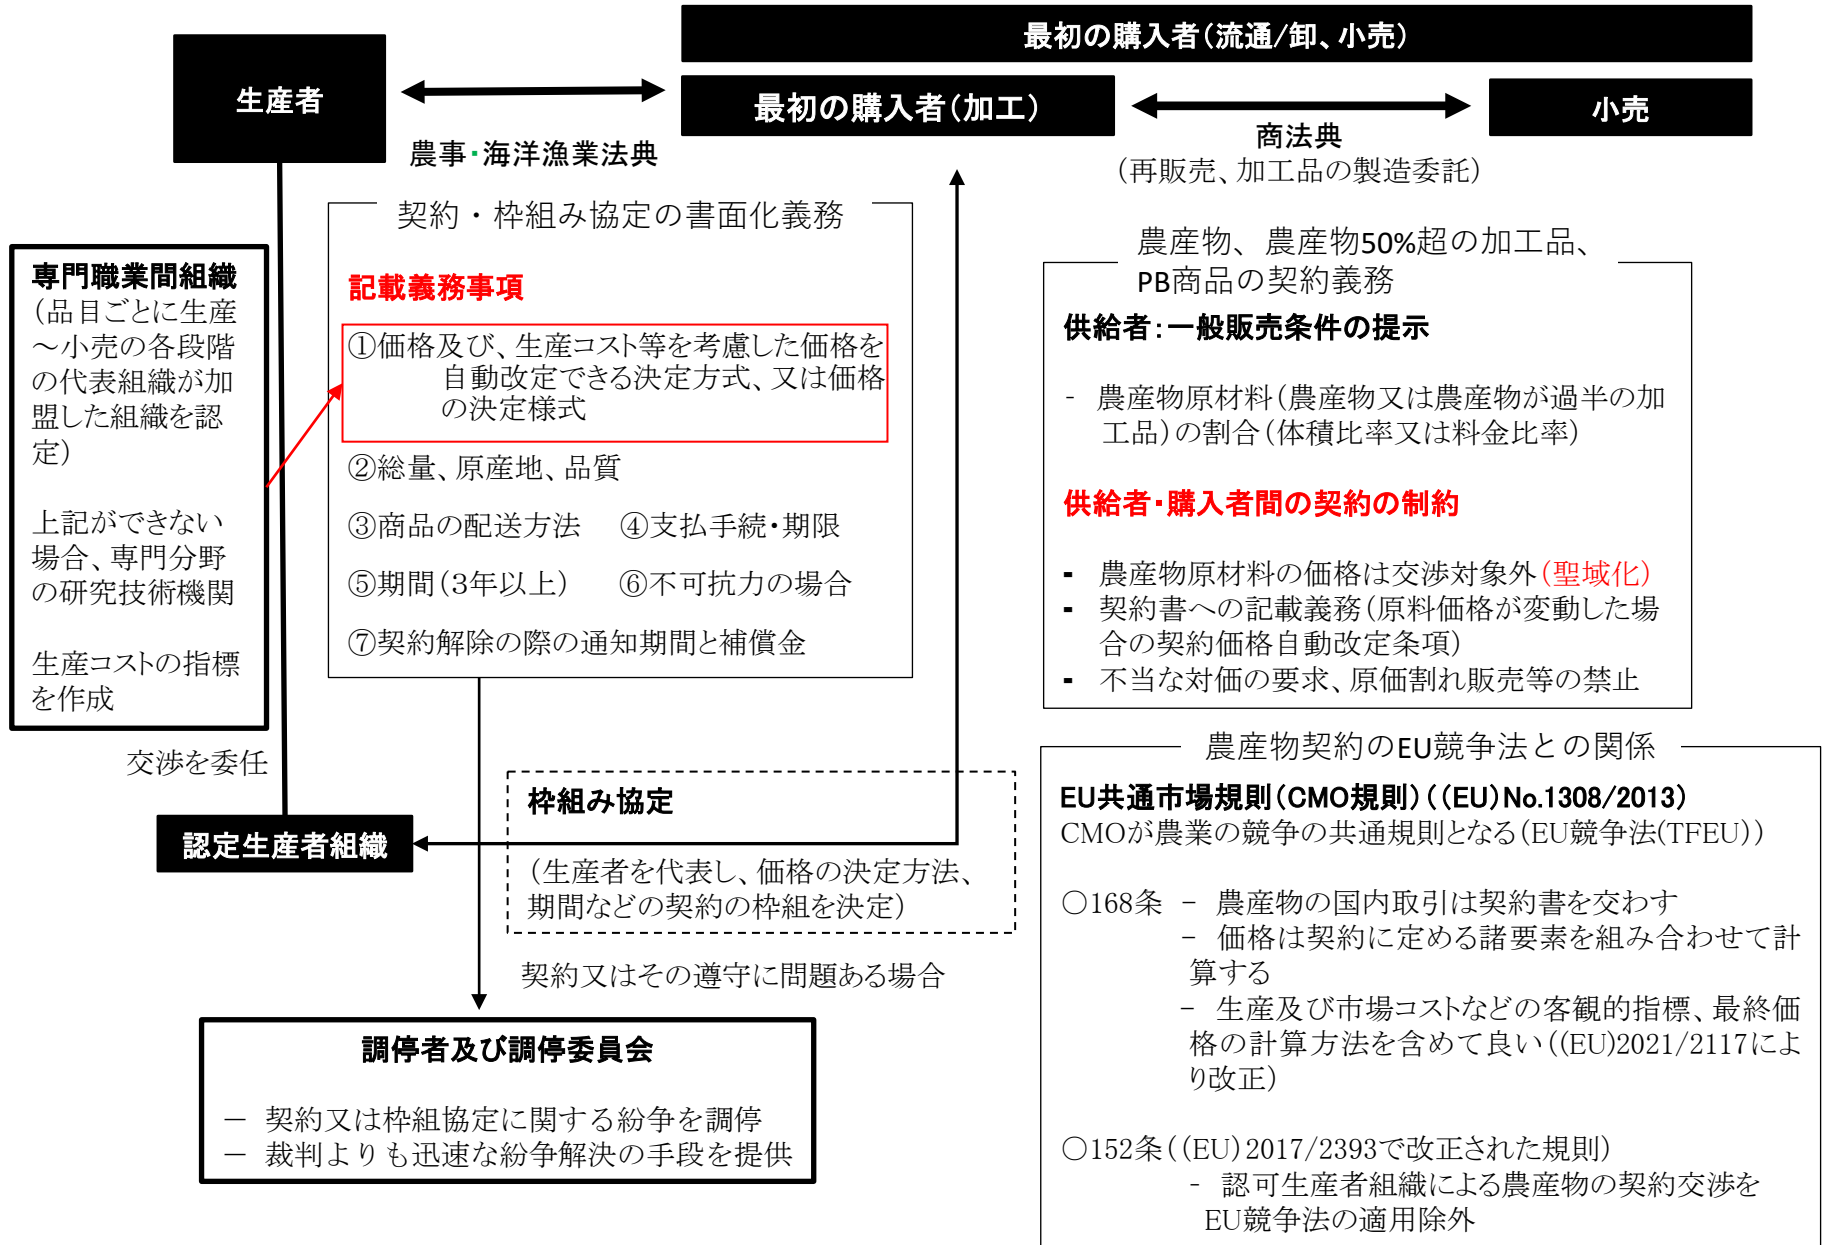 最初の購入者（流通/卸、小売）
生産者
最初の購入者（加工）
小売
農事・海洋漁業法典
商法典
（再販売、加工品の製造委託）
専門職業間組織
（品目ごとに生産
～小売の各段階
の代表組織が加
盟した組織を認
定）
上記ができない
場合、専門分野
の研究技術機関
生産コストの指標
を作成
契約・枠組み協定の書面化義務
記載義務事項
①価格及び、生産コスト等を考慮した価格を
自動改定できる決定方式、又は価格
の決定様式
②総量、原産地、品質
③商品の配送方法　④支払手続・期限
⑤期間（３年以上）　⑥不可抗力の場合
⑦契約解除の際の通知期間と補償金
農産物、農産物50%超の加工品、
PB商品の契約義務
供給者：一般販売条件の提示
- 農産物原材料（農産物又は農産物が過半の加
工品）の割合（体積比率又は料金比率）
供給者・購入者間の契約の制約
- 農産物原材料の価格は交渉対象外（聖域化）
- 契約書への記載義務（原料価格が変動した場
合の契約価格自動改定条項）
- 不当な対価の要求、原価割れ販売等の禁止
交渉を委任
認定生産者組織
枠組み協定
（生産者を代表し、価格の決定方法、
期間などの契約の枠組を決定）
契約又はその遵守に問題ある場合
調停者及び調停委員会
－ 契約又は枠組協定に関する紛争を調停
－ 裁判よりも迅速な紛争解決の手段を提供
農産物契約のEU競争法との関係
EU共通市場規則（CMO規則）（(EU)No.1308/2013）
CMOが農業の競争の共通規則となる（EU競争法(TFEU)）
○168条 － 農産物の国内取引は契約書を交わす
－ 価格は契約に定める諸要素を組み合わせて計
算する
－ 生産及び市場コストなどの客観的指標、最終価
格の計算方法を含めて良い（(EU)2021/2117によ
り改正）
○152条（(EU)2017/2393で改正された規則）
- 認可生産者組織による農産物の契約交渉を
EU競争法の適用除外